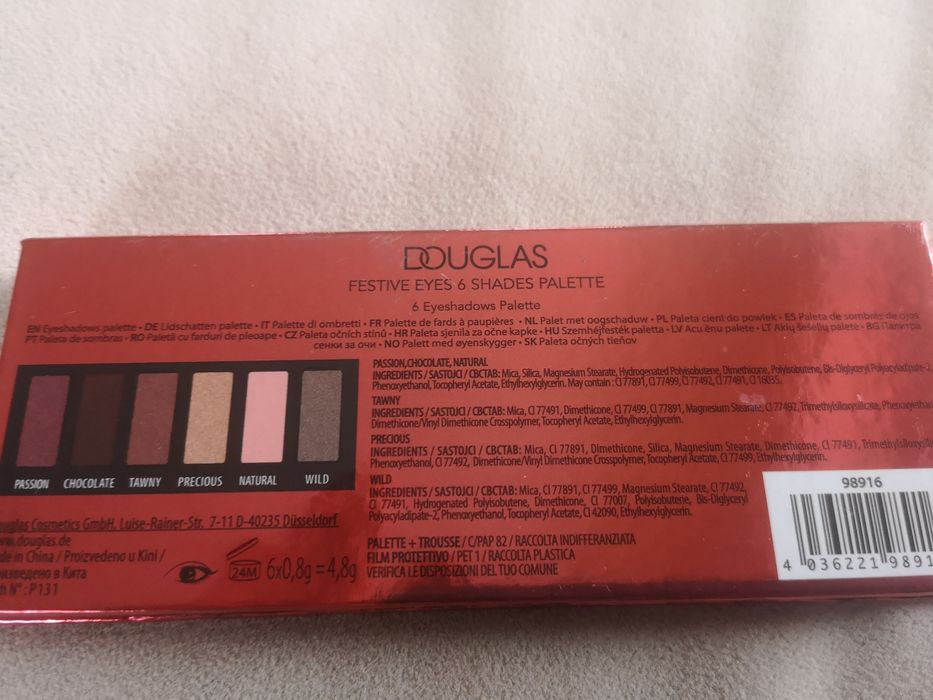 DOUGLAS
FESTIVE EYES 6 SHADES PALETTE
6 Eyeshadows Palette
EN Eyeshadows palette • DE Lidschatten palette • IT Palette di ombretti • FR Palette de fards à paupières • NL Palet met oogschaduw • PL Paleta cieni do powiek • ES Paleta de sombras de ojos
PT Paleta de sombras • RO Paletă cu farduri de pleoape • CZ Paleta očních stínů • HR Paleta sjenila za očne kapke • HU Szemhéjfesték paletta • LV Acu ēnu palete • LT Akių šešėlių paletė • BG Палитра
сенки за очи • NO Palett med øyenskygger • SK Paleta očných tieňov
PASSION, CHOCOLATE, NATURAL
INGREDIENTS / SASTOJCI / СЪСТАВ: Mica, Silica, Magnesium Stearate, Hydrogenated Polyisobutene, Dimethicone, Polyisobutene, Bis-Diglyceryl Polyacyladipate-2,
Phenoxyethanol, Tocopheryl Acetate, Ethylhexylglycerin. May contain : CI 77891, CI 77499, CI 77492, CI 77491, CI 16035.
TAWNY
INGREDIENTS / SASTOJCI / СЪСТАВ: Mica, CI 77491, Dimethicone, CI 77499, CI 77891, Magnesium Stearate, CI 77492, Trimethylsiloxysilicate,
Dimethicone/Vinyl Dimethicone Crosspolymer, Tocopheryl Acetate, Ethylhexylglycerin.
PRECIOUS
INGREDIENTS / SASTOJCI / СЪСТАВ: Mica, CI 77891, Dimethicone, Silica, Magnesium Stearate, Dimethicone, CI 77491,
Phenoxyethanol, CI 77492, Dimethicone/Vinyl Dimethicone Crosspolymer, Tocopheryl Acetate, CI 77499, Ethylhexylglycerin.
WILD
INGREDIENTS / SASTOJCI / СЪСТАВ: Mica, CI 77891, CI 77499, Magnesium Stearate, CI 77492,
CI 77491, Hydrogenated Polyisobutene, Dimethicone, CI 77007, Polyisobutene, Bis-Diglyceryl
Polyacyladipate-2, Phenoxyethanol, Tocopheryl Acetate, CI 42090, Ethylhexylglycerin.
PALETTE + TROUSSE / C/PAP 82 / RACCOLTA INDIFFERANZIATA
FILM PROTETTIVO / PET 1 / RACCOLTA PLASTICA
VERIFICA LE DISPOSIZIONI DEL TUO COMUNE
PASSION CHOCOLATE TAWNY PRECIOUS NATURAL WILD
Cosmetics GmbH, Luise-Rainer-Str. 7-11 D-40235 Düsseldorf
.douglas.de
in China / Proizvedeno u Kini /
в Кита
N° : P131
24M 6x0,8g = 4,8g
98916
4 036221 9891